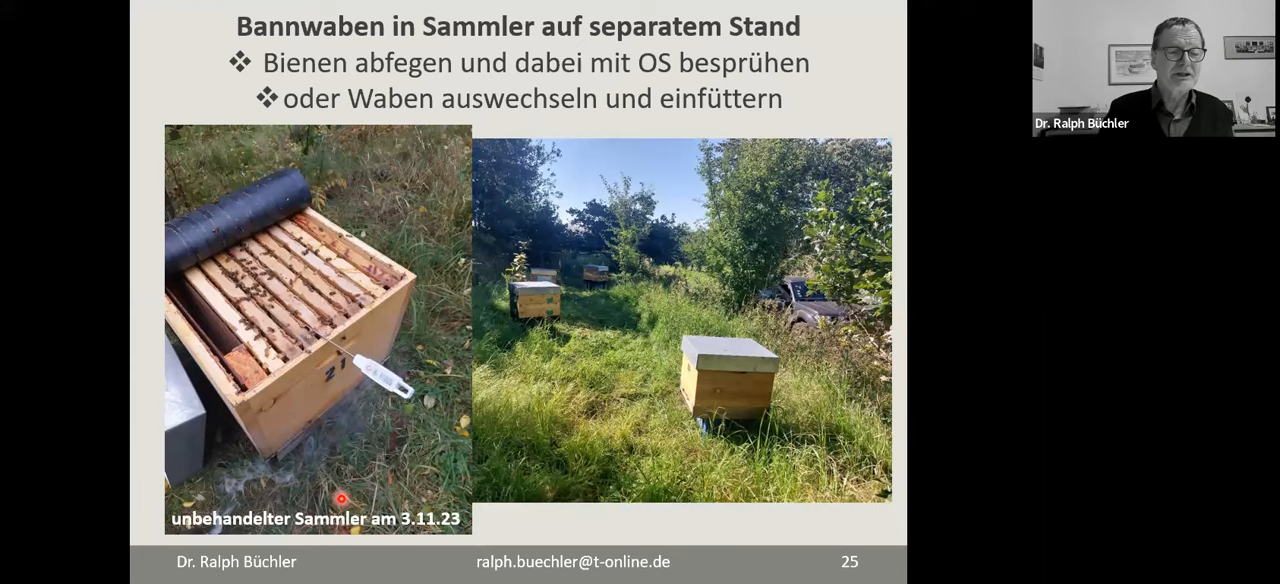 Bannwaben in Sammler auf separatem Stand
❖ Bienen abfegen und dabei mit OS besprühen
❖ oder Waben auswechseln und einfüttern
Dr. Ralph Büchler
21
unbehandelter Sammler am 3.11.23
Dr. Ralph Büchler
ralph.buechler@t-online.de
25